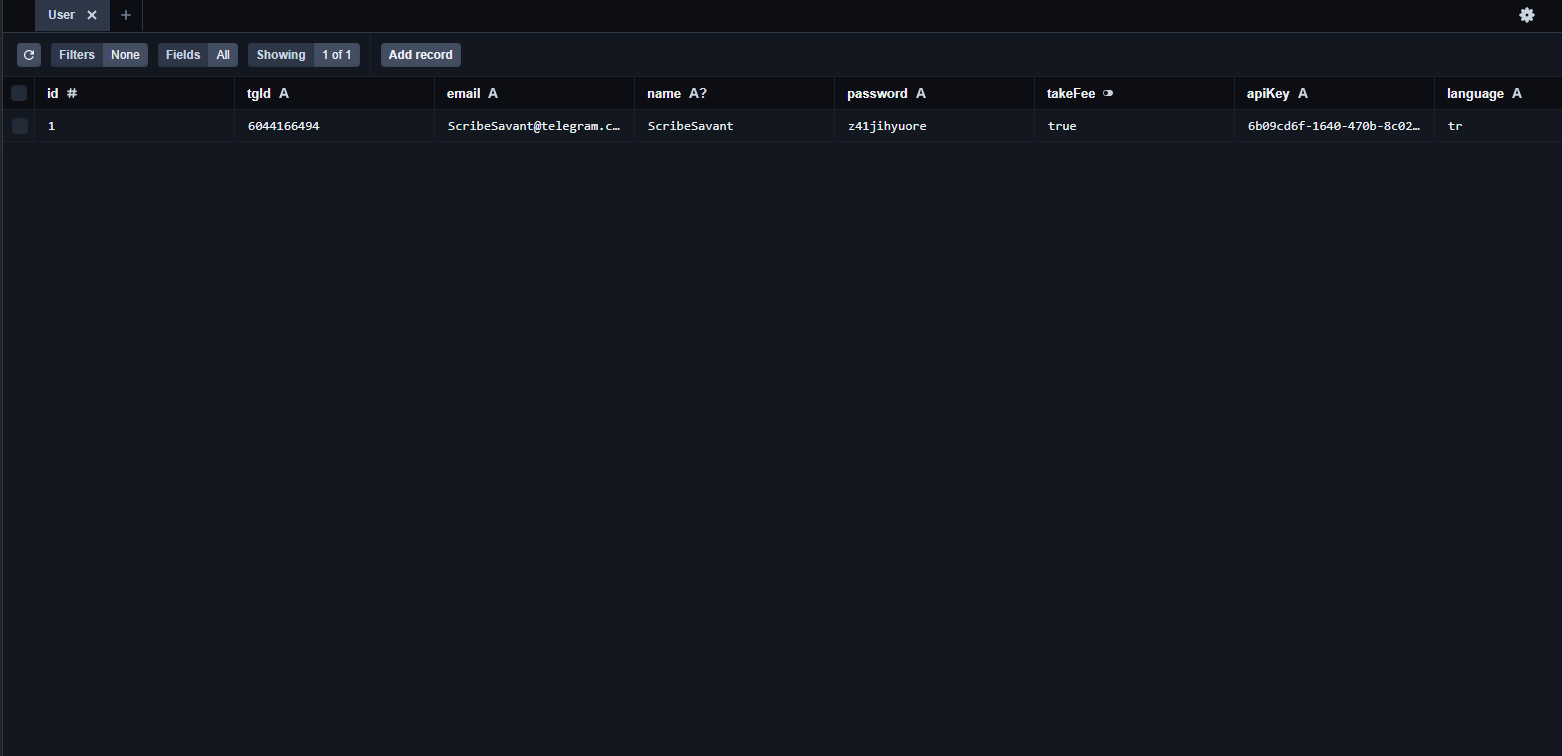 User
Filters None Fields All Showing 1 of 1 Add record
id # tgId A email A name A? password A takeFee apiKey A language A
1 6044166494 ScribeSavant@telegram.c… ScribeSavant z41jihyuore true 6b09cd6f-1640-470b-8c02… tr